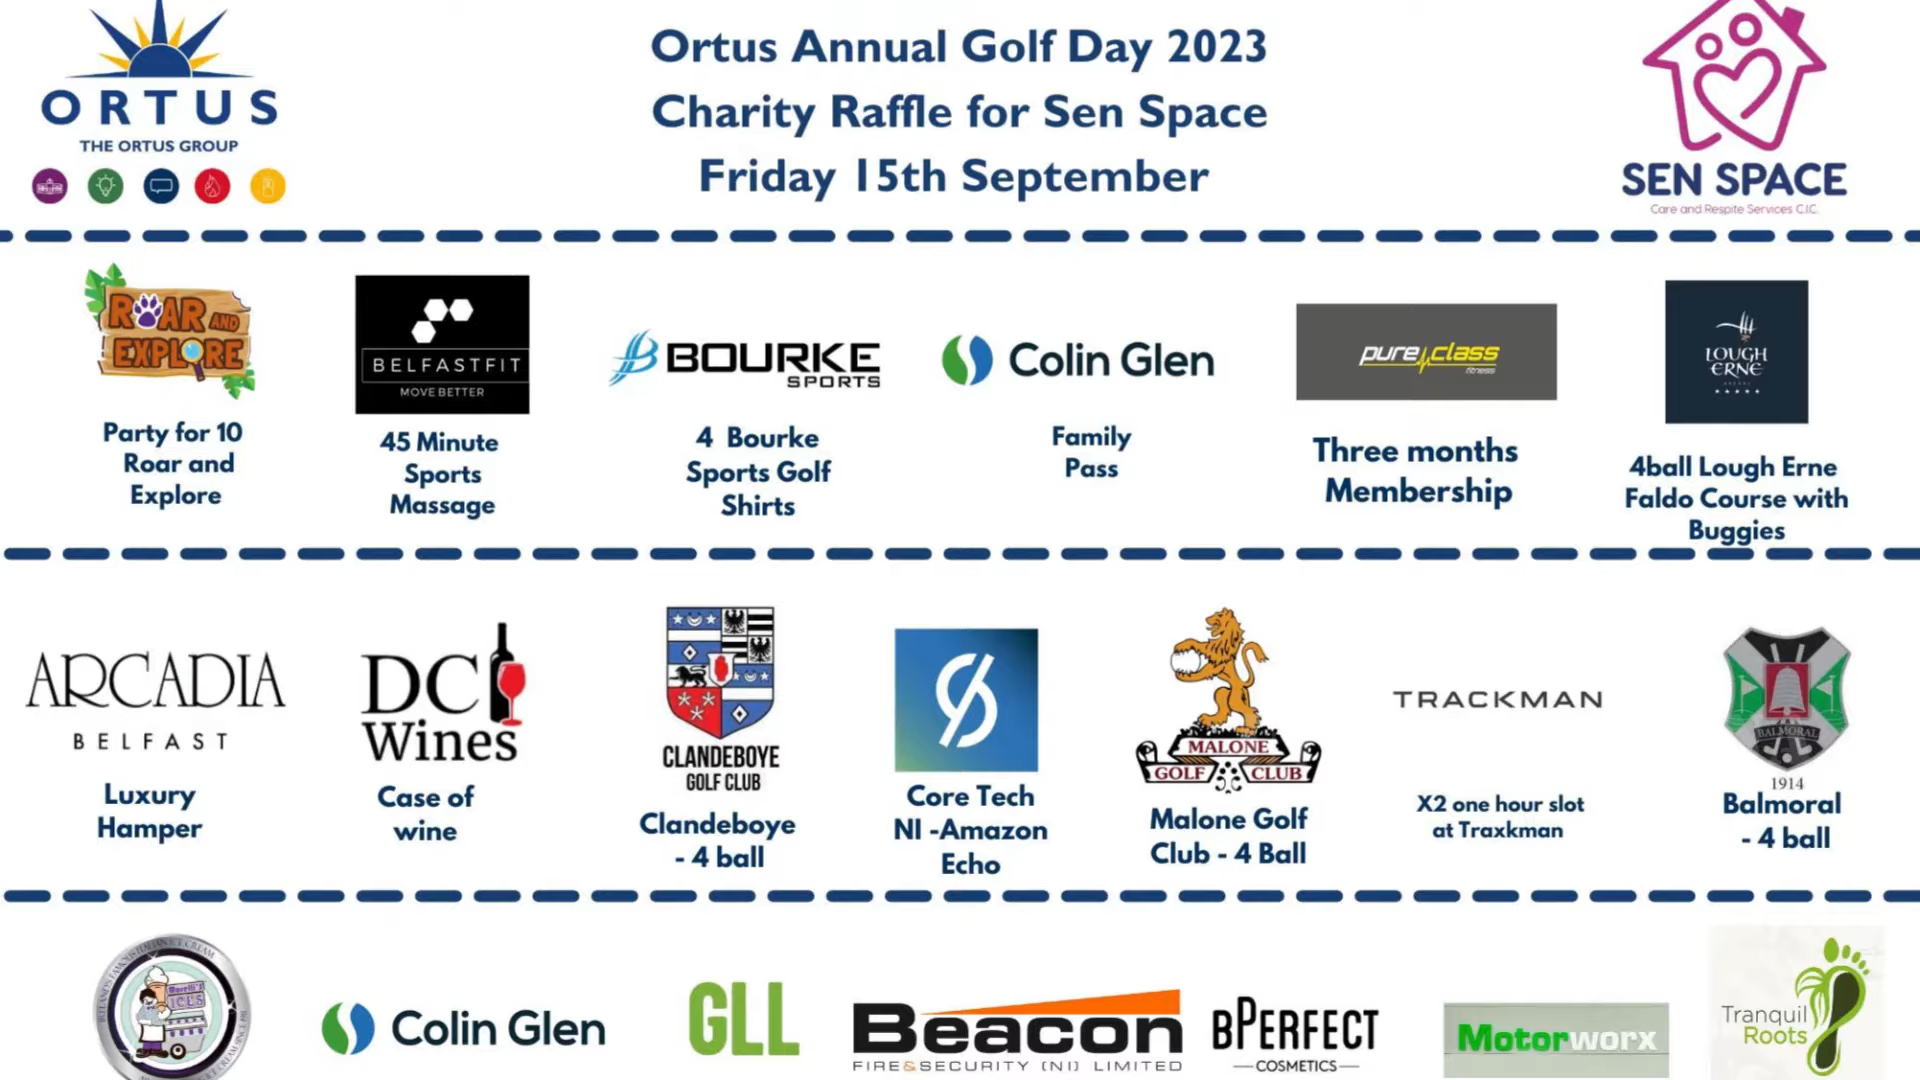 ORTUS
THE ORTUS GROUP
Ortus Annual Golf Day 2023
Charity Raffle for Sen Space
Friday 15th September
SEN SPACE
Care and Respite Services C.I.C.
ROAR AND
EXPLORE
Party for 10
Roar and
Explore
BELFASTFIT
MOVE BETTER
45 Minute
Sports
Massage
BOURKE
SPORTS
4 Bourke
Sports Golf
Shirts
Colin Glen
Family
Pass
pure class
fitness
Three months
Membership
LOUGH
ERNE
4ball Lough Erne
Faldo Course with
Buggies
ARCADIA
BELFAST
Luxury
Hamper
DC
Wines
Case of
wine
CLANDEBOYE
GOLF CLUB
Clandeboye
- 4 ball
Core Tech
NI -Amazon
Echo
MALONE
GOLF CLUB
Malone Golf
Club - 4 Ball
TRACKMAN
X2 one hour slot
at Traxkman
BALMORAL
1914
Balmoral
- 4 ball
Morelli's
ICES
Colin Glen
GLL
Beacon
FIRE&SECURITY (NI) LIMITED
BPERFECT
COSMETICS
Motorworx
Tranquil
Roots